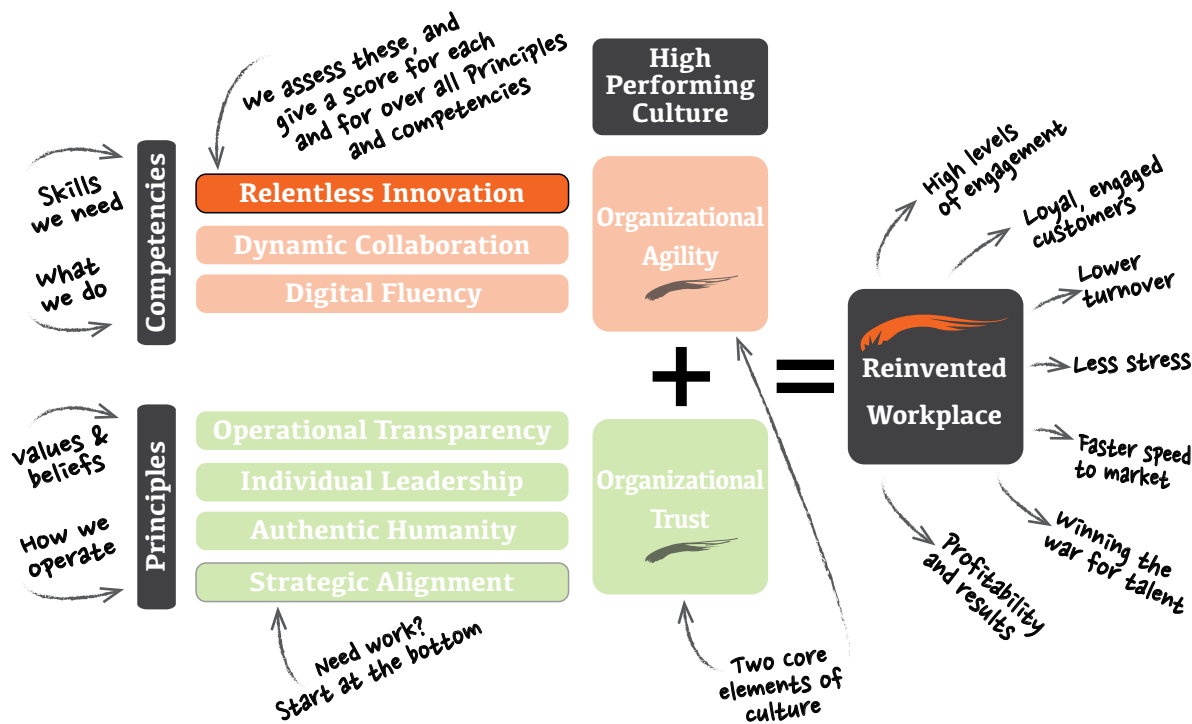 we assess these, and
give a score for each
and for over all Principles
and competencies
High
Performing
Culture
Competencies
Skills
we need
What
we do
Relentless Innovation
Dynamic Collaboration
Digital Fluency
Organizational
Agility
+
=
Principles
values &
beliefs
How we
operate
Operational Transparency
Individual Leadership
Authentic Humanity
Strategic Alignment
Need work?
Start at the bottom
Organizational
Trust
Two core
elements of
culture
Reinvented
Workplace
High levels
of engagement
Loyal, engaged
customers
Lower
turnover
Less stress
Faster speed
to market
Winning the
war for talent
Profitability
and results